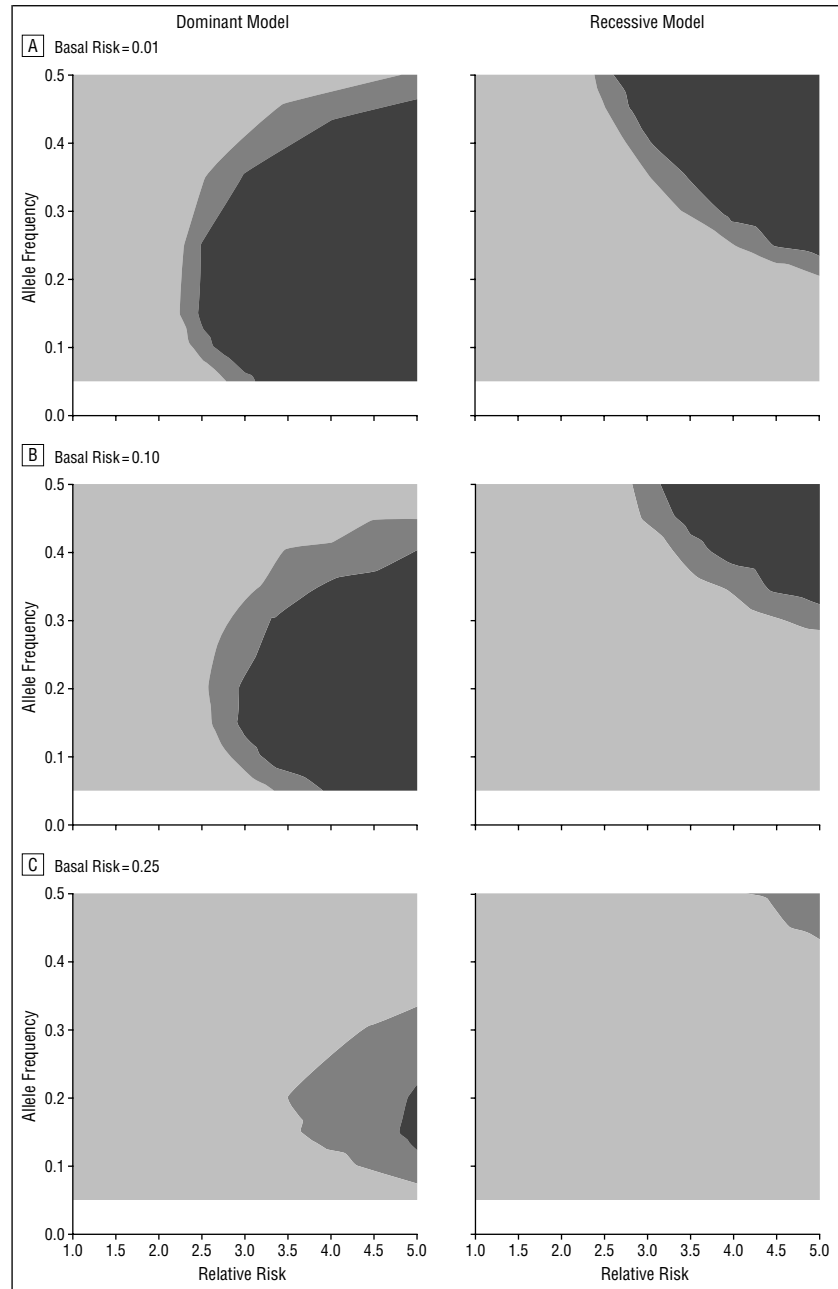 Dominant Model Recessive Model
A Basal Risk=0.01
0.5
0.4
0.3
0.2
0.1
0.0
Allele Frequency
B Basal Risk=0.10
0.5
0.4
0.3
0.2
0.1
0.0
Allele Frequency
C Basal Risk=0.25
0.5
0.4
0.3
0.2
0.1
0.0
Allele Frequency
1.0 1.5 2.0 2.5 3.0 3.5 4.0 4.5 5.0 1.0 1.5 2.0 2.5 3.0 3.5 4.0 4.5 5.0
Relative Risk Relative Risk